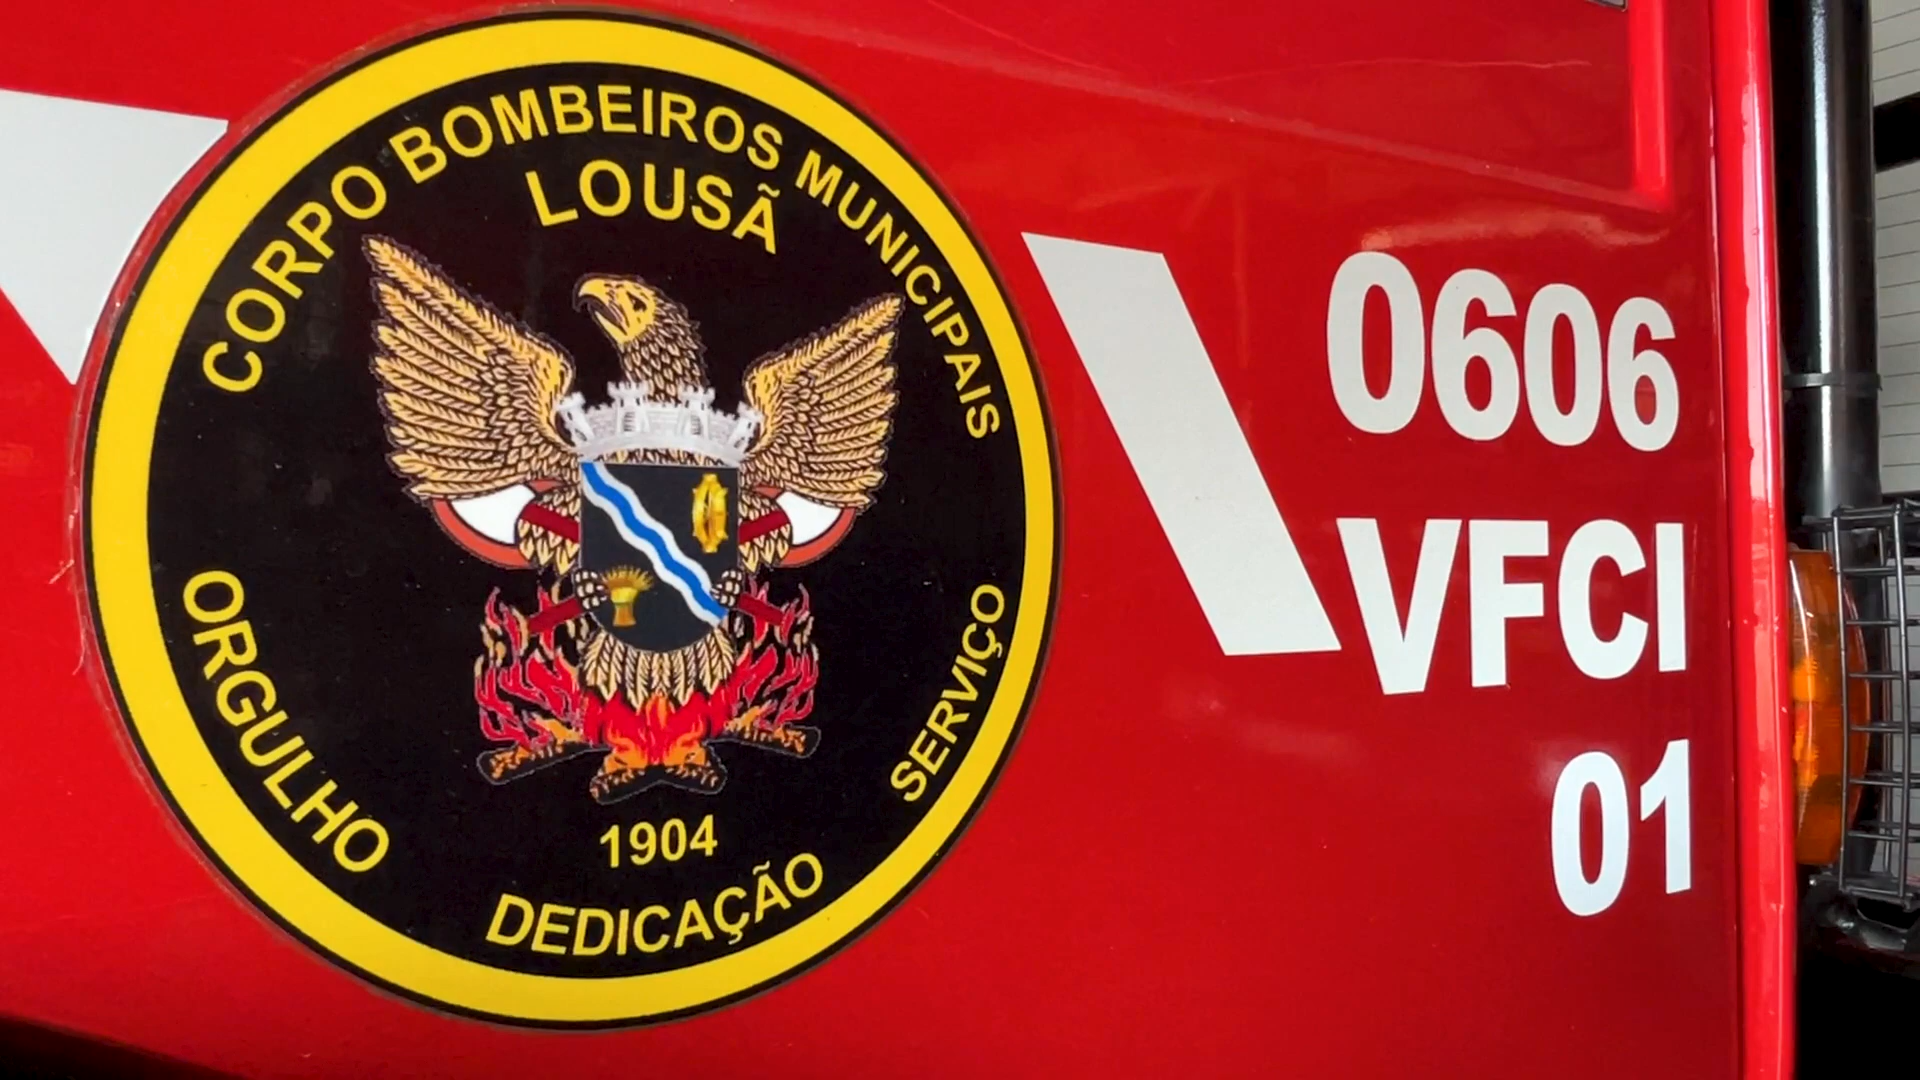 CORPO BOMBEIROS MUNICIPAIS
LOUSÃ
ORGULHO
1904
DEDICAÇÃO
SERVIÇO
0606
VFCI
01